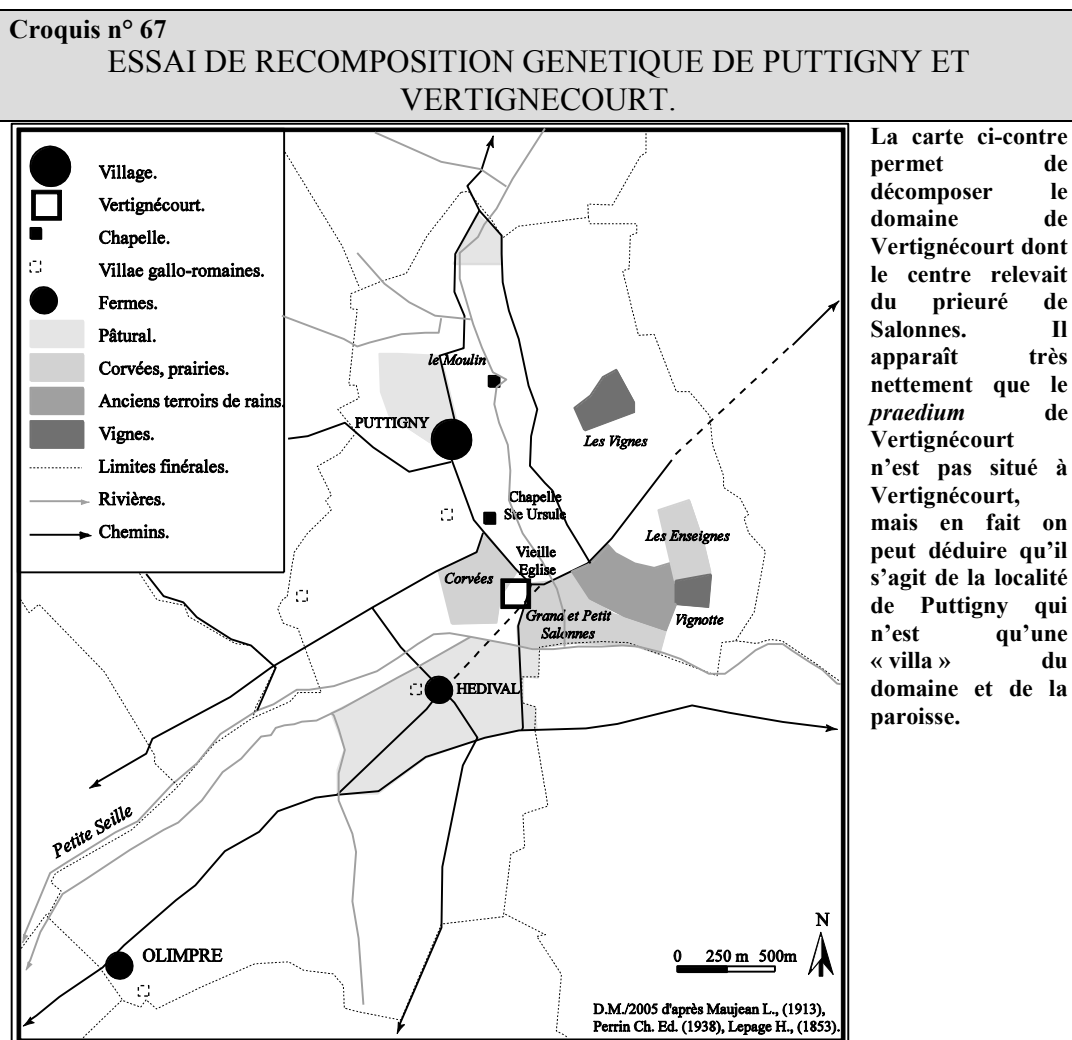 Croquis n° 67
ESSAI DE RECOMPOSITION GENETIQUE DE PUTTIGNY ET
VERTIGNECOURT.
Village.
Vertignécourt.
Chapelle.
Villae gallo-romaines.
Fermes.
Pâtural.
Corvées, prairies.
Anciens terroirs de rains.
Vignes.
Limites finérales.
Rivières.
Chemins.
le Moulin
PUTTIGNY
Les Vignes
Chapelle
Ste Ursule
Les Enseignes
Vieille
Eglise
Corvées
Grand et Petit
Salonnes
Vignotte
HEDIVAL
Petite Seille
OLIMPRE
N
0 250 m 500m
D.M./2005 d'après Maujean L., (1913),
Perrin Ch. Ed. (1938), Lepage H., (1853).
La carte ci-contre
permet de
décomposer le
domaine de
Vertignécourt dont
le centre relevait
du prieuré de
Salonnes. Il
apparaît très
nettement que le
praedium de
Vertignécourt
n'est pas situé à
Vertignécourt,
mais en fait on
peut déduire qu'il
s'agit de la localité
de Puttigny qui
n'est qu'une
« villa » du
domaine et de la
paroisse.